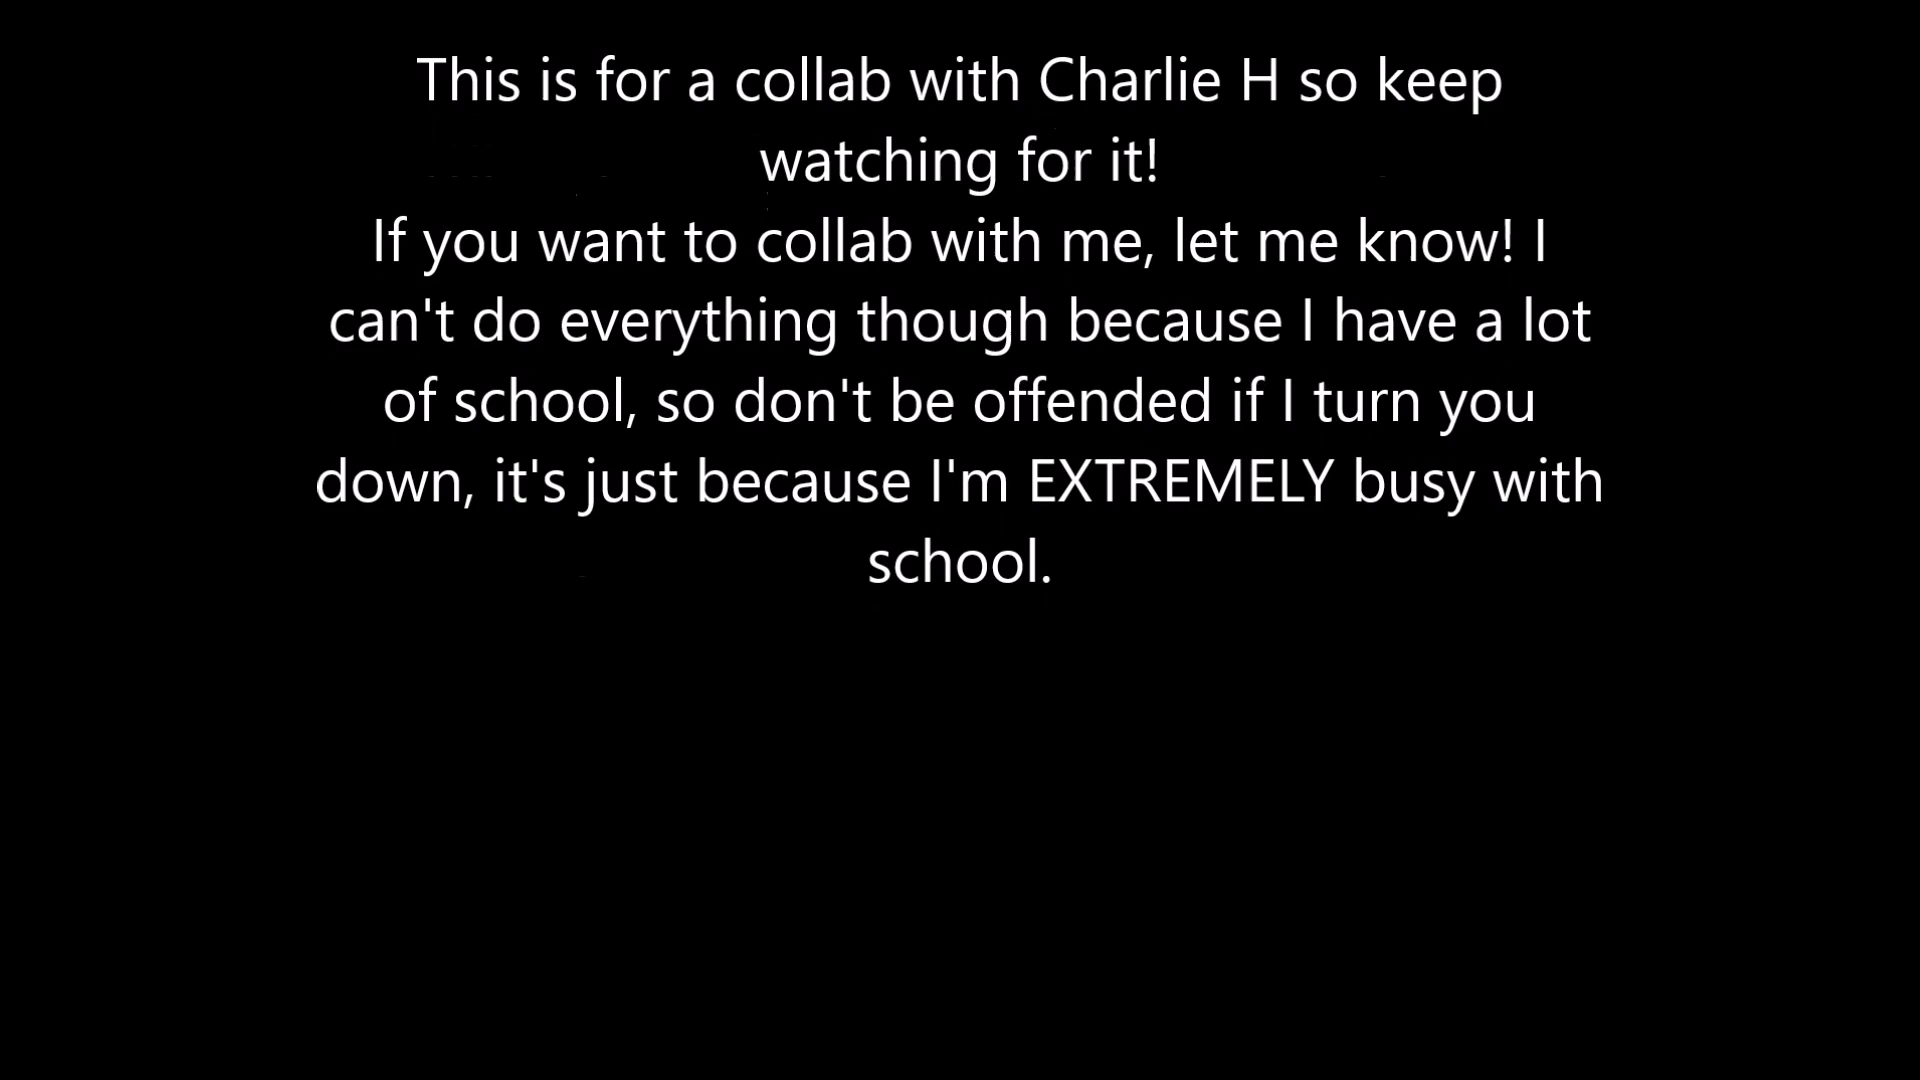 This is for a collab with Charlie H so keep
watching for it!
If you want to collab with me, let me know! I
can't do everything though because I have a lot
of school, so don't be offended if I turn you
down, it's just because I'm EXTREMELY busy with
school.